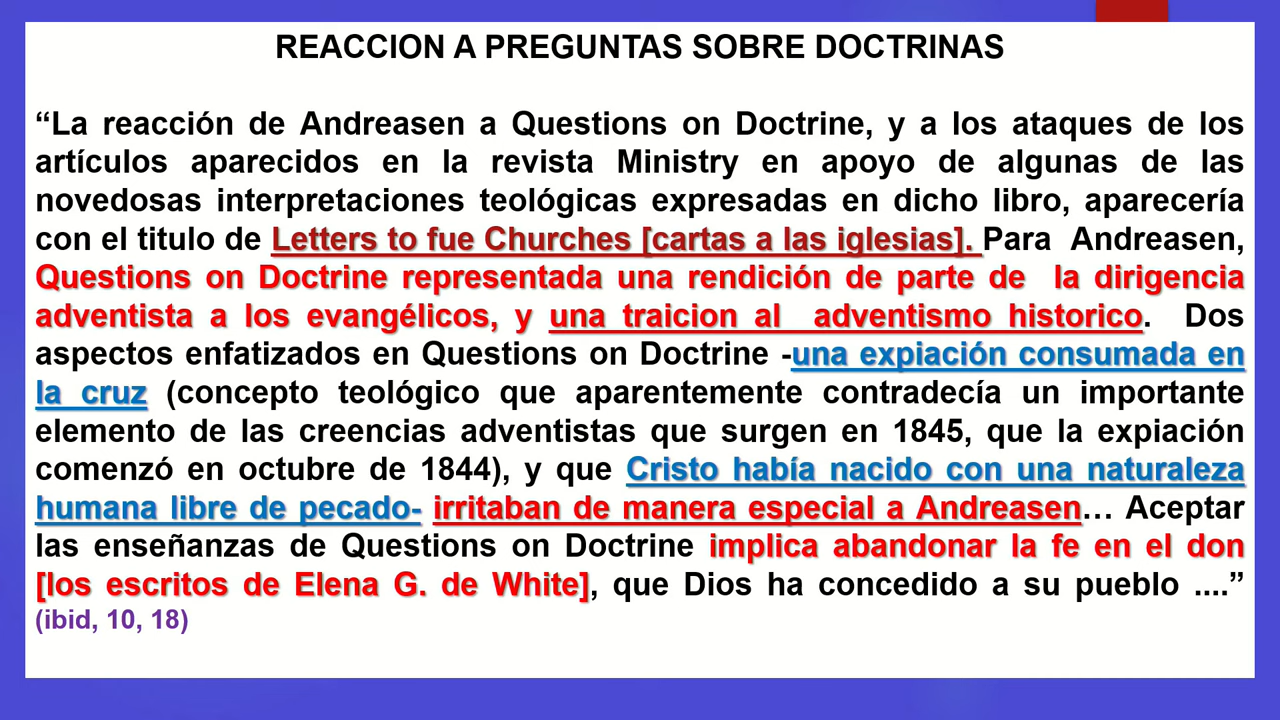 REACCION A PREGUNTAS SOBRE DOCTRINAS
“La reacción de Andreasen a Questions on Doctrine, y a los ataques de los
artículos aparecidos en la revista Ministry en apoyo de algunas de las
novedosas interpretaciones teológicas expresadas en dicho libro, aparecería
con el titulo de Letters to fue Churches [cartas a las iglesias]. Para Andreasen,
Questions on Doctrine representada una rendición de parte de la dirigencia
adventista a los evangélicos, y una traicion al adventismo historico. Dos
aspectos enfatizados en Questions on Doctrine -una expiación consumada en
la cruz (concepto teológico que aparentemente contradecía un importante
elemento de las creencias adventistas que surgen en 1845, que la expiación
comenzó en octubre de 1844), y que Cristo había nacido con una naturaleza
humana libre de pecado- irritaban de manera especial a Andreasen… Aceptar
las enseñanzas de Questions on Doctrine implica abandonar la fe en el don
[los escritos de Elena G. de White], que Dios ha concedido a su pueblo ....”
(ibid, 10, 18)